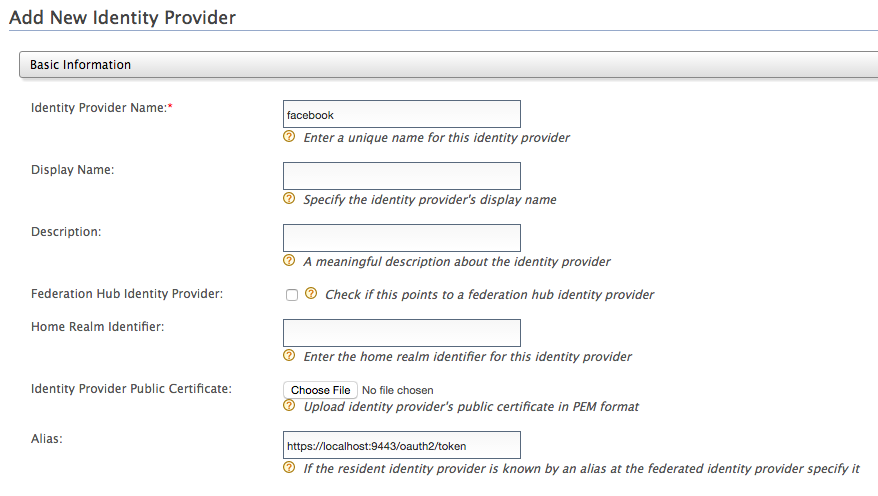 Add New Identity Provider
Basic Information
Identity Provider Name:*
facebook
? Enter a unique name for this identity provider
Display Name:
? Specify the identity provider's display name
Description:
? A meaningful description about the identity provider
Federation Hub Identity Provider:
? Check if this points to a federation hub identity provider
Home Realm Identifier:
? Enter the home realm identifier for this identity provider
Identity Provider Public Certificate:
Choose File No file chosen
? Upload identity provider's public certificate in PEM format
Alias:
https://localhost:9443/oauth2/token
? If the resident identity provider is known by an alias at the federated identity provider specify it